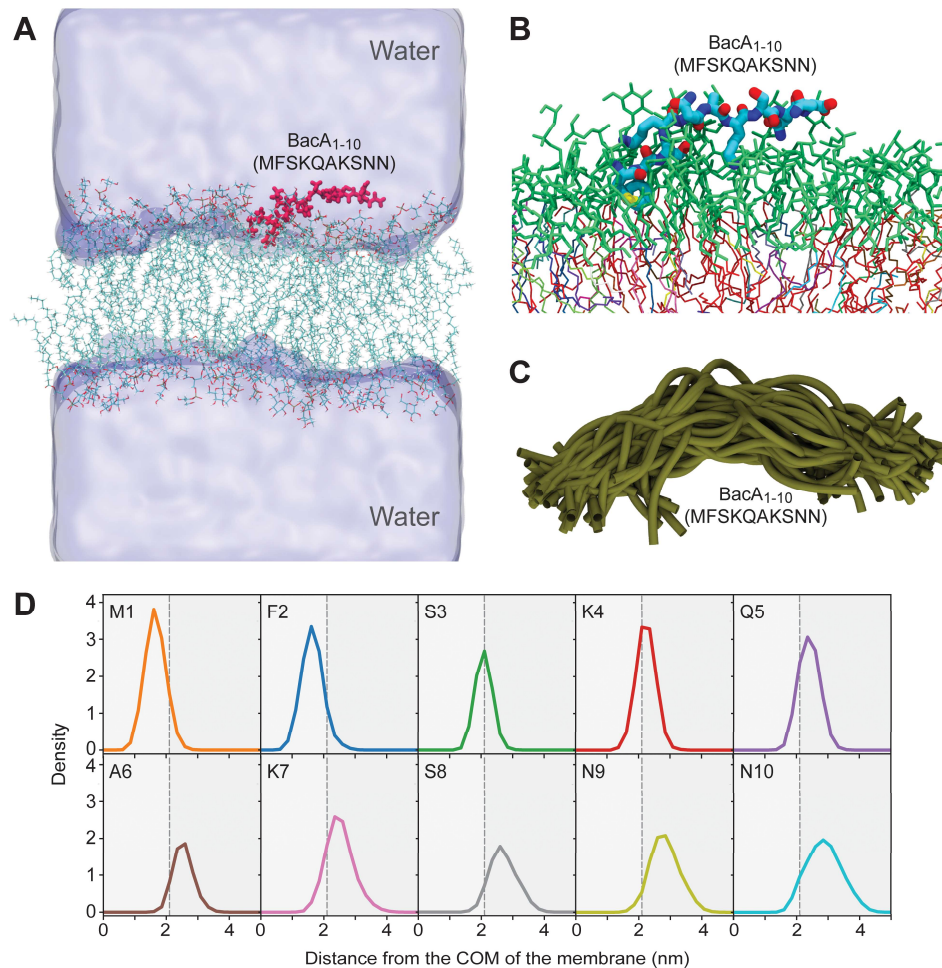 A
Water
BacA1-10
(MFSKQAKSNN)
Water
B
BacA1-10
(MFSKQAKSNN)
C
BacA1-10
(MFSKQAKSNN)
D
Density
4
3
2
1
0
M1
F2
S3
K4
Q5
4
3
2
1
0
A6
K7
S8
N9
N10
0 2 4 0 2 4 0 2 4 0 2 4 0 2 4
Distance from the COM of the membrane (nm)